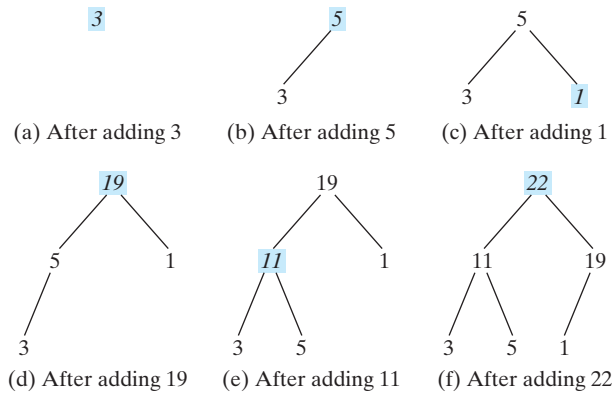 3 5 5
3 3 1
(a) After adding 3 (b) After adding 5 (c) After adding 1
19 19 22
5 1 11 1 11 19
3 3 5 3 5 1
(d) After adding 19 (e) After adding 11 (f) After adding 22